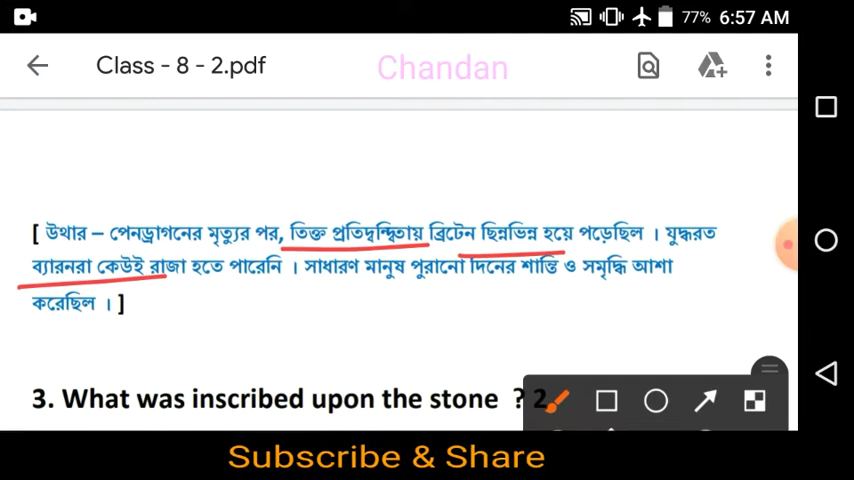 77% 6:57 AM
Class - 8 - 2.pdf
Chandan
[ উথার – পেনড্রাগনের মৃত্যুর পর, তিক্ত প্রতিদ্বন্দ্বিতায় ব্রিটেন ছিন্নভিন্ন হয়ে পড়েছিল । যুদ্ধরত
ব্যারনরা কেউই রাজা হতে পারেনি । সাধারণ মানুষ পুরানো দিনের শান্তি ও সমৃদ্ধি আশা
করেছিল । ]
3. What was inscribed upon the stone ? 2
Subscribe & Share